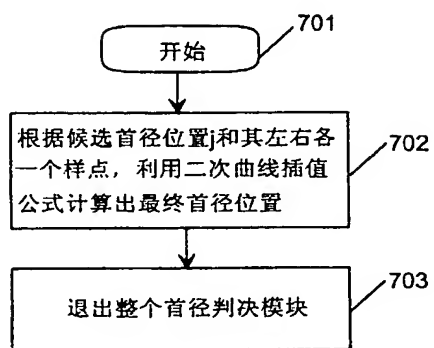 开始
701
根据候选首径位置j和其左右各
一个样点，利用二次曲线插值
公式计算出最终首径位置
702
退出整个首径判决模块
703